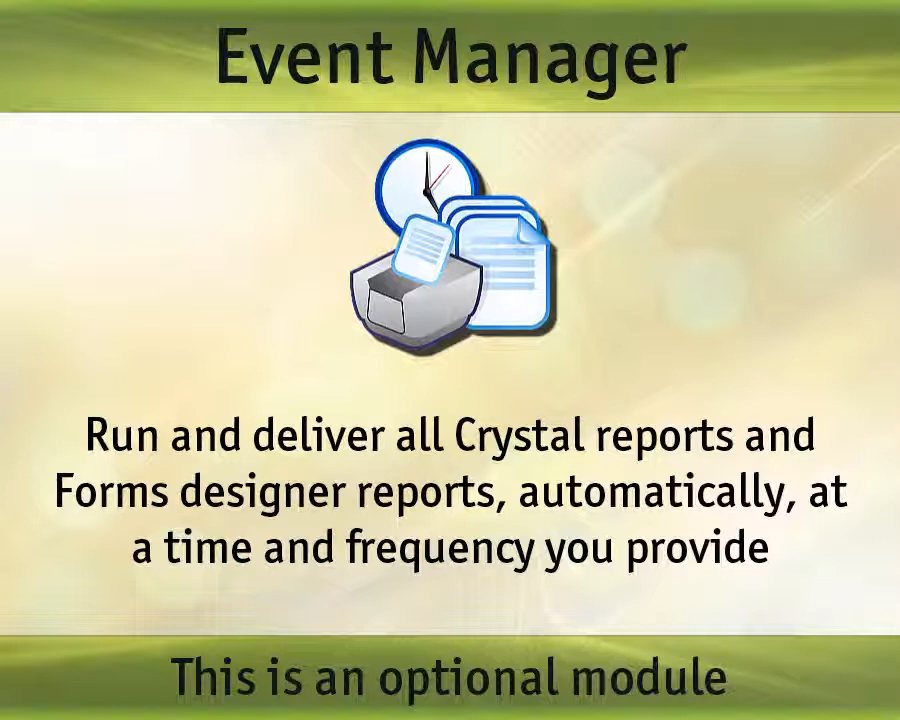 Event Manager
Run and deliver all Crystal reports and
Forms designer reports, automatically, at
a time and frequency you provide
This is an optional module